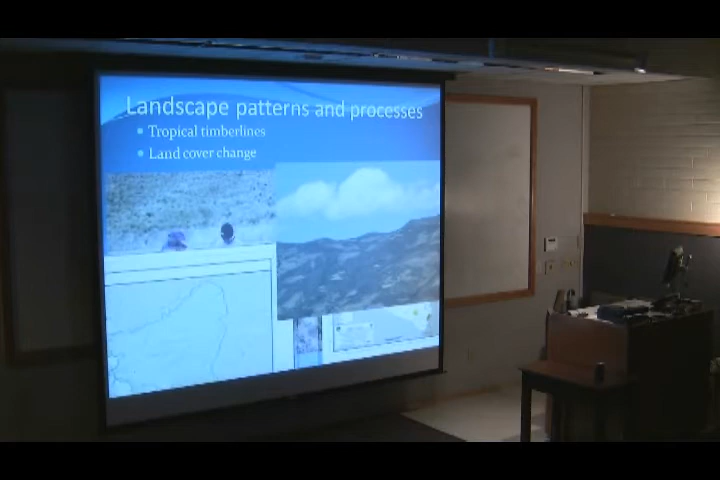 Landscape patterns and processes
Tropical timberlines
Land cover change